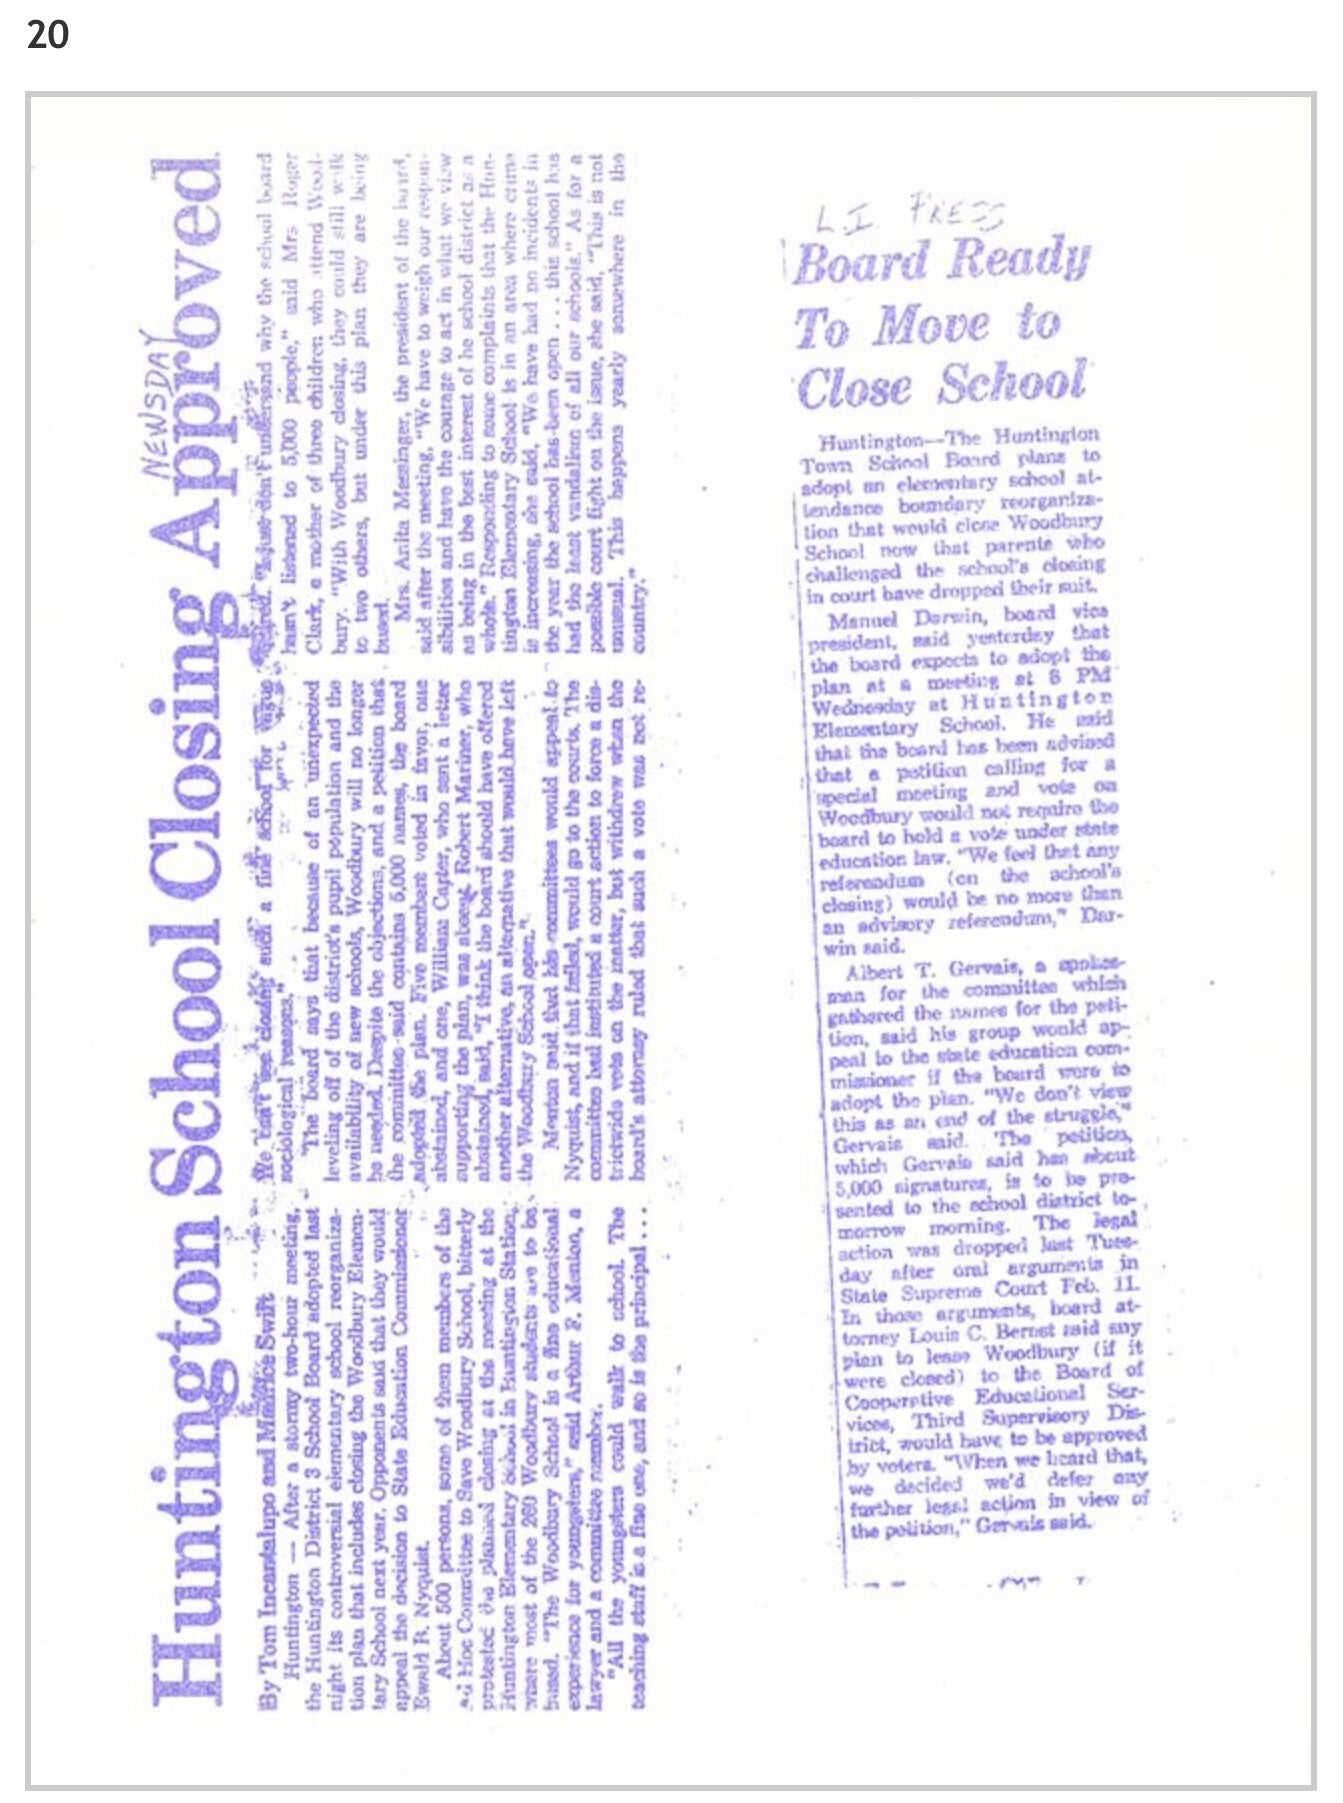 20
NEWSDAY
Huntington School Closing Approved
By Tom Incantalupo and Maurice Swift
Huntington — After a stormy two-hour meeting,
the Huntington District 3 School Board adopted last
night its controversial elementary school reorganiza-
tion plan that includes closing the Woodbury Elemen-
tary School next year. Opponents said that they would
appeal the decision to State Education Commissioner
Ewald R. Nyquist.
About 500 persons, some of them members of the
Ad Hoc Committee to Save Woodbury School, bitterly
protested the planned closing at the meeting at the
Huntington Elementary School in Huntington Station,
where most of the 260 Woodbury students are to be
bused. "The Woodbury School is a fine educational
experience for youngsters," said Arthur R. Menton, a
lawyer and a committee member.
"All the youngsters could walk to school. The
teaching staff is a fine one, and so is the principal . . .
We can't see closing such a fine school for vague
sociological reasons."
The board says that because of an unexpected
leveling off of the district's pupil population and the
availability of new schools, Woodbury will no longer
be needed. Despite the objections, and a petition that
the committee said contains 5,000 names, the board
adopted the plan. Five members voted in favor, one
abstained, and one, William Carter, who sent a letter
supporting the plan, was absent. Robert Mariner, who
abstained, said, "I think the board should have offered
another alternative, an alternative that would have left
the Woodbury School open."
Menton said that his committees would appeal to
Nyquist, and if that failed, would go to the courts. The
committee had instituted a court action to force a dis-
trictwide vote on the matter, but withdrew when the
board's attorney ruled that such a vote was not re-
quired. "I just don't understand why the school board
hasn't listened to 5,000 people," said Mrs. Roger
Clark, a mother of three children who attend Wood-
bury. "With Woodbury closing, they could still walk
to two others, but under this plan they are being
bused.
Mrs. Anita Messinger, the president of the board,
said after the meeting, "We have to weigh our respon-
sibilities and have the courage to act in what we view
as being in the best interest of he school district as a
whole." Responding to some complaints that the Hun-
tington Elementary School is in an area where crime
is increasing, she said, "We have had no incidents in
the year the school has been open . . . this school has
had the least vandalism of all our schools." As for a
possible court fight on the issue, she said, "This is not
unusual. This happens yearly somewhere in the
country."
L.I. PRESS
Board Ready
To Move to
Close School
Huntington—The Huntington
Town School Board plans to
adopt an elementary school at-
tendance boundary reorganiza-
tion that would close Woodbury
School now that parents who
challenged the school's closing
in court have dropped their suit.
Manuel Darwin, board vice
president, said yesterday that
the board expects to adopt the
plan at a meeting at 8 PM
Wednesday at Huntington
Elementary School. He said
that the board has been advised
that a petition calling for a
special meeting and vote on
Woodbury would not require the
board to hold a vote under state
education law. "We feel that any
referendum (on the school's
closing) would be no more than
an advisory referendum," Dar-
win said.
Albert T. Gervais, a spokes-
man for the committee which
gathered the names for the peti-
tion, said his group would ap-
peal to the state education com-
missioner if the board were to
adopt the plan. "We don't view
this as an end of the struggle,"
Gervais said. The petition,
which Gervais said has about
5,000 signatures, is to be pre-
sented to the school district to-
morrow morning. The legal
action was dropped last Tues-
day after oral arguments in
State Supreme Court Feb. 11.
In those arguments, board at-
torney Louis C. Bernst said any
plan to lease Woodbury (if it
were closed) to the Board of
Cooperative Educational Ser-
vices, Third Supervisory Dis-
trict, would have to be approved
by voters. "When we heard that,
we decided we'd defer any
further legal action in view of
the petition," Gervais said.